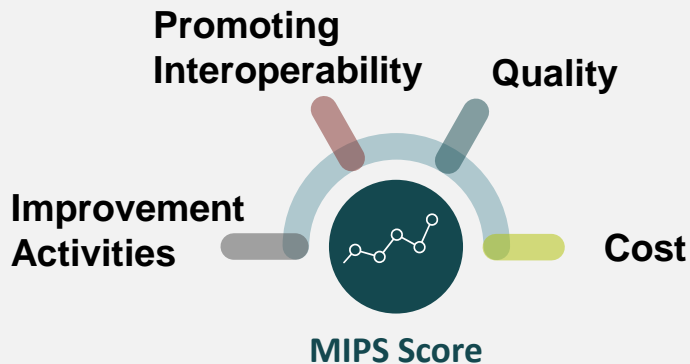 Promoting
Interoperability
Quality
Improvement
Activities
Cost
MIPS Score